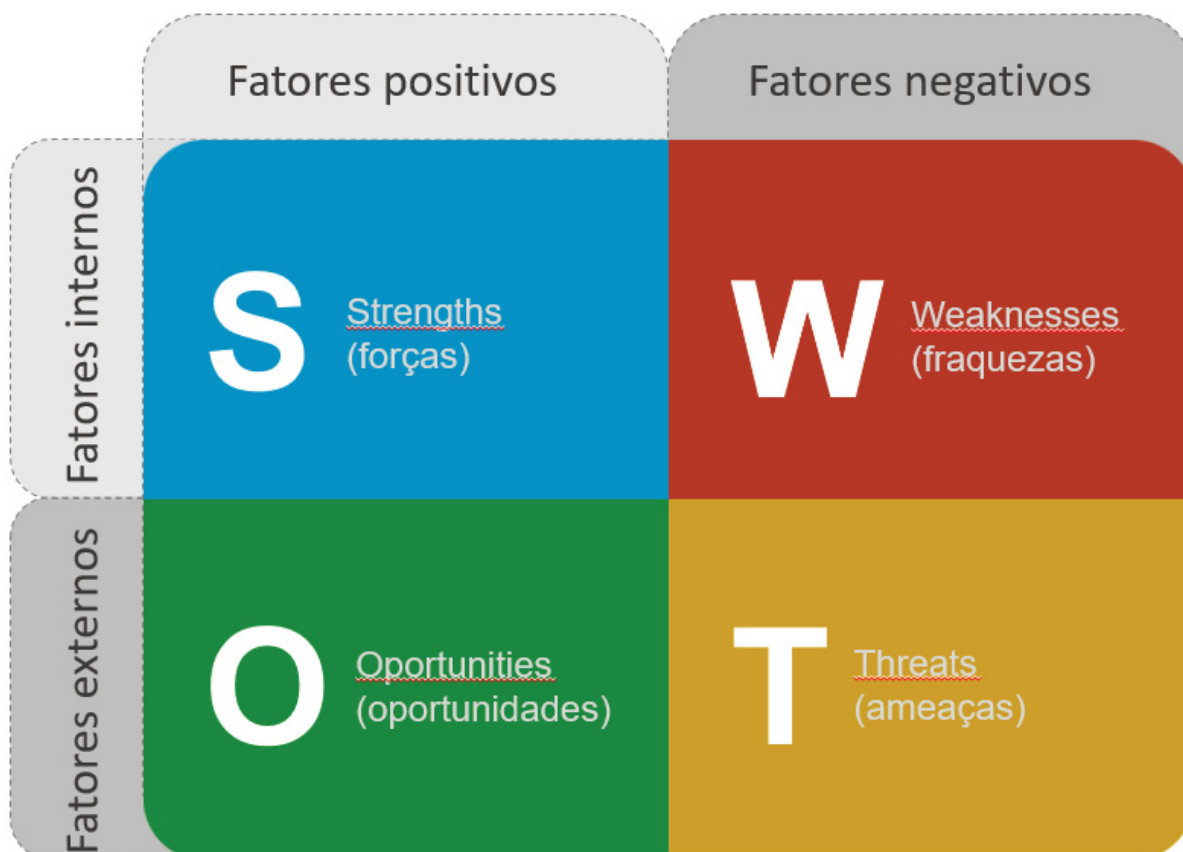 Fatores positivos
Fatores negativos
Fatores internos
S
Strengths
(forças)
W
Weaknesses
(fraquezas)
Fatores externos
O
Oportunities
(oportunidades)
T
Threats
(ameaças)